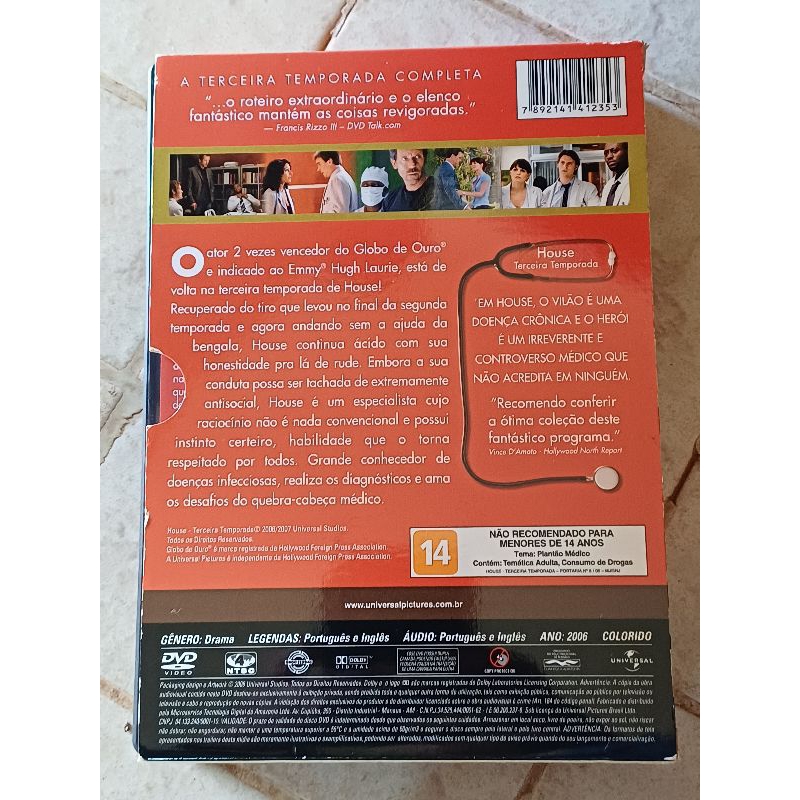 A TERCEIRA TEMPORADA COMPLETA
“...o roteiro extraordinário e o elenco
fantástico mantém as coisas revigoradas.”
— Francis Rizzo III – DVD Talk.com
7 892141 412353
O ator 2 vezes vencedor do Globo de Ouro®
e indicado ao Emmy® Hugh Laurie, está de
volta na terceira temporada de House!
Recuperado do tiro que levou no final da segunda
temporada e agora andando sem a ajuda da
bengala, House continua ácido com sua
honestidade pra lá de rude. Embora a sua
conduta possa ser tachada de extremamente
antisocial, House é um especialista cujo
raciocínio não é nada convencional e possui
instinto certeiro, habilidade que o torna
respeitado por todos. Grande conhecedor de
doenças infecciosas, realiza os diagnósticos e ama
os desafios do quebra-cabeça médico.
House
Terceira Temporada
EM HOUSE, O VILÃO É UMA
DOENÇA CRÔNICA E O HERÓI
É UM IRREVERENTE E
CONTROVERSO MÉDICO QUE
NÃO ACREDITA EM NINGUÉM.
“Recomendo conferir
a ótima coleção deste
fantástico programa.”
Vince D'Amato - Hollywood North Report
House – Terceira Temporada© 2006/2007 Universal Studios.
Todos os Direitos Reservados.
Globo de Ouro® é marca registrada da Hollywood Foreign Press Association.
A Universal Pictures é independente da Hollywood Foreign Press Association.
14
NÃO RECOMENDADO PARA
MENORES DE 14 ANOS
Tema: Plantão Médico
Contém: Temática Adulta, Consumo de Drogas
www.universalpictures.com.br
GÊNERO: Drama LEGENDAS: Português e Inglês ÁUDIO: Português e Inglês ANO: 2006 COLORIDO
DVD VIDEO
NTSC
DOLBY DIGITAL
COPY PROTECTED
UNIVERSAL